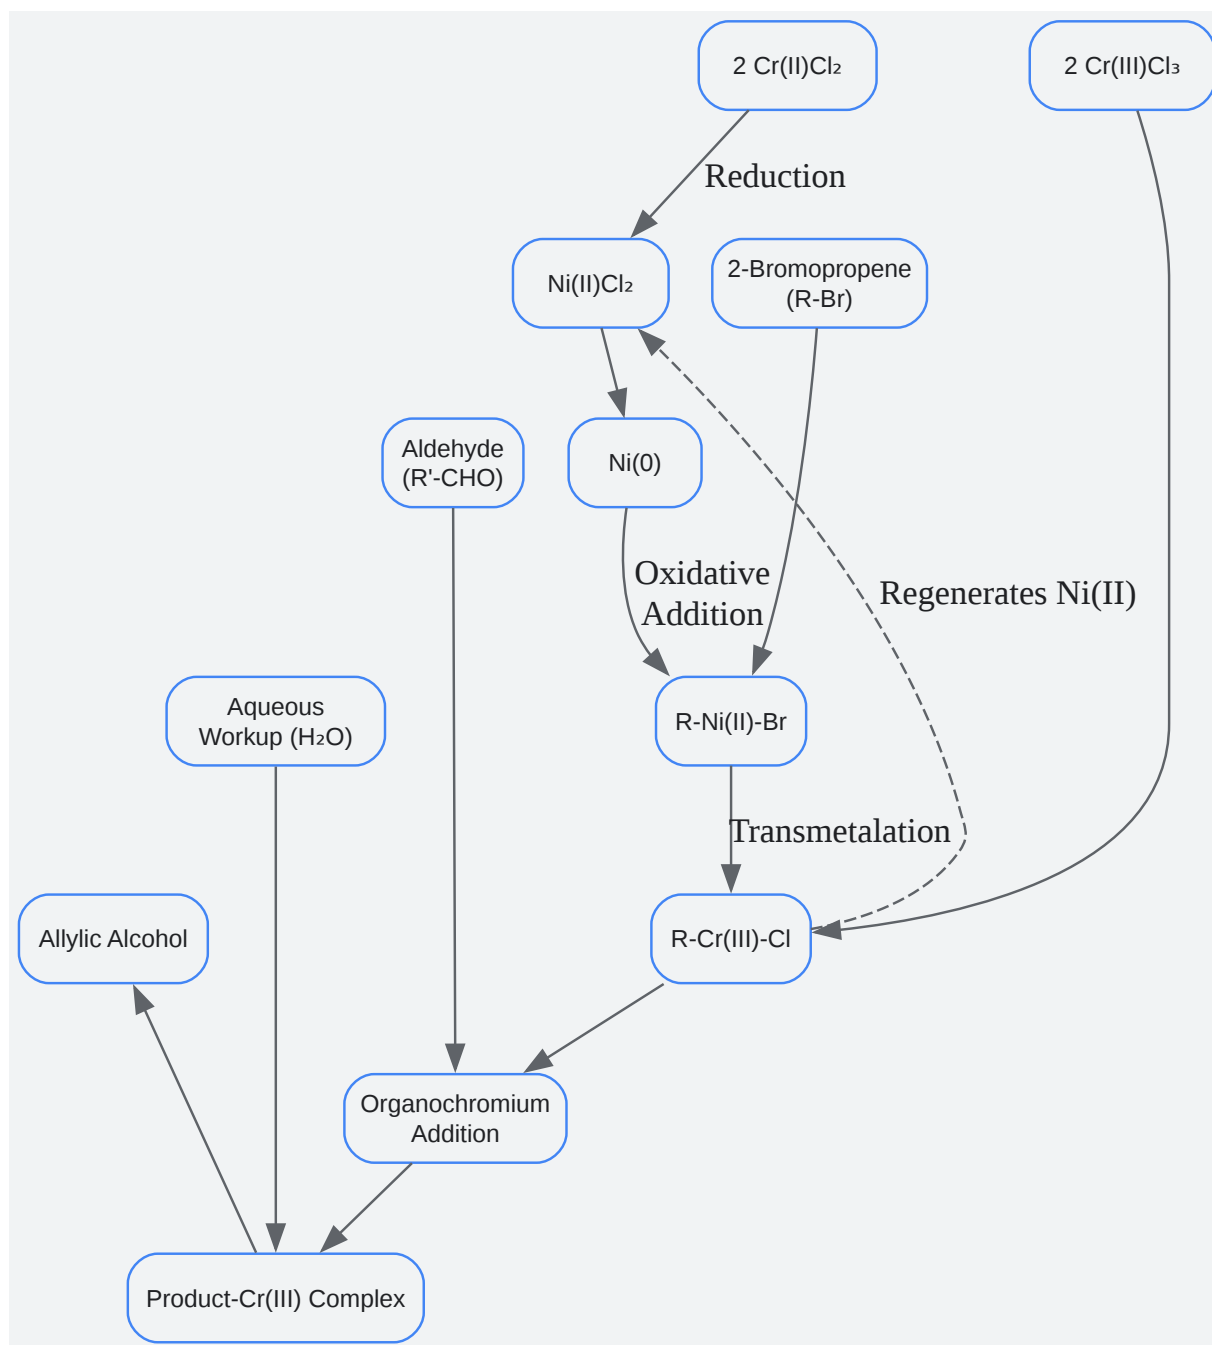 2 Cr(II)Cl₂
2 Cr(III)Cl₃
Reduction
Ni(II)Cl₂
2-Bromopropene
(R-Br)
Aldehyde
(R'-CHO)
Ni(0)
Oxidative
Addition
Regenerates Ni(II)
Aqueous
Workup (H₂O)
R-Ni(II)-Br
Transmetalation
Allylic Alcohol
R-Cr(III)-Cl
Organochromium
Addition
Product-Cr(III) Complex